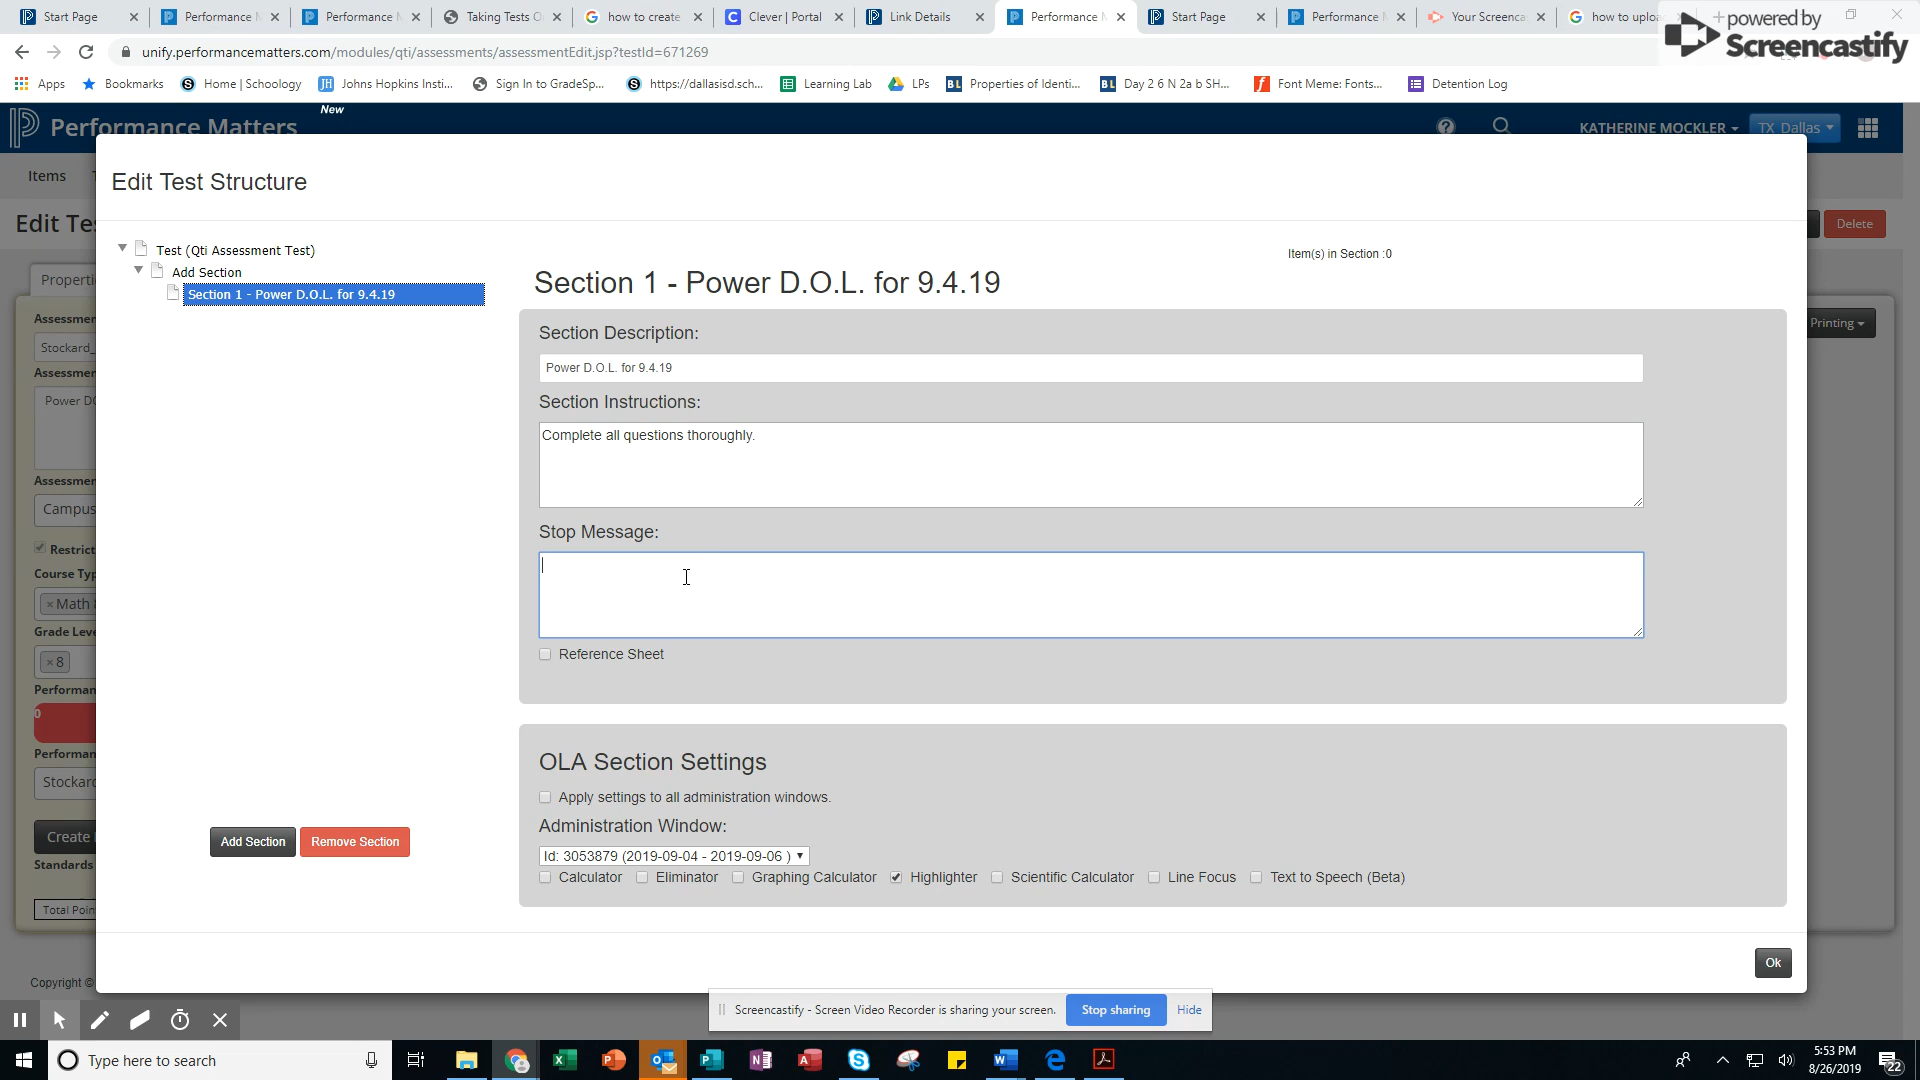 Start Page
Performance M
Performance M
Taking Tests O
how to create
Clever | Portal
Link Details
Performance M
Start Page
Performance M
Your Screenca
how to uploa
powered by
Screencastify
unify.performancematters.com/modules/qti/assessments/assessmentEdit.jsp?testId=671269
Apps
Bookmarks
Home | Schoology
Johns Hopkins Insti...
Sign In to GradeSp...
https://dallasisd.sch...
Learning Lab
LPs
Properties of Identi...
Day 2 6 N 2a b SH...
Font Meme: Fonts...
Detention Log
New
Performance Matters
KATHERINE MOCKLER
TX Dallas
Items
Edit Tes
Delete
Edit Test Structure
Test (Qti Assessment Test)
Add Section
Section 1 - Power D.O.L. for 9.4.19
Item(s) in Section :0
Section 1 - Power D.O.L. for 9.4.19
Section Description:
Power D.O.L. for 9.4.19
Section Instructions:
Complete all questions thoroughly.
Stop Message:
Reference Sheet
OLA Section Settings
Apply settings to all administration windows.
Administration Window:
Id: 3053879 (2019-09-04 - 2019-09-06 )
Calculator
Eliminator
Graphing Calculator
Highlighter
Scientific Calculator
Line Focus
Text to Speech (Beta)
Add Section
Remove Section
Ok
Properti
Printing
Assessmen
Stockard_
Assessmen
Power DO
Assessmen
Campus
Restrict
Course Typ
×Math
Grade Leve
×8
Performan
0
Performan
Stockard
Create
Standards
Total Poin
Copyright ©
Screencastify - Screen Video Recorder is sharing your screen.
Stop sharing
Hide
Type here to search
5:53 PM
8/26/2019
22